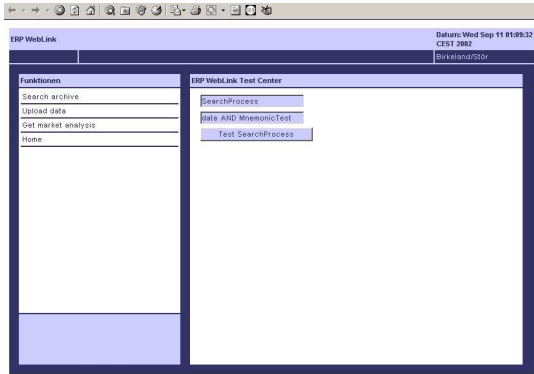 ERP WebLink
Datum: Wed Sep 11 01:09:32
CEST 2002
Birkeland/Stör
Funktionen
Search archive
Upload data
Get market analysis
Home
ERP WebLink Test Center
SearchProcess
date AND MnemonicTest
Test SearchProcess